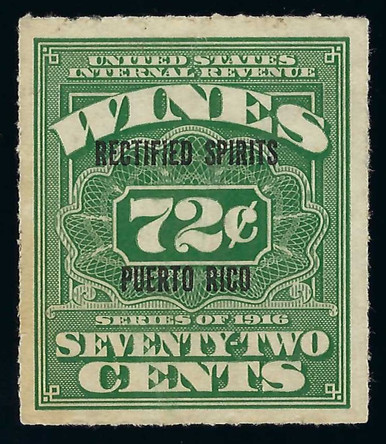 UNITED STATES
INTERNAL REVENUE
WINES
RECTIFIED SPIRITS
72¢
PUERTO RICO
SERIES OF 1916
SEVENTY-TWO
CENTS